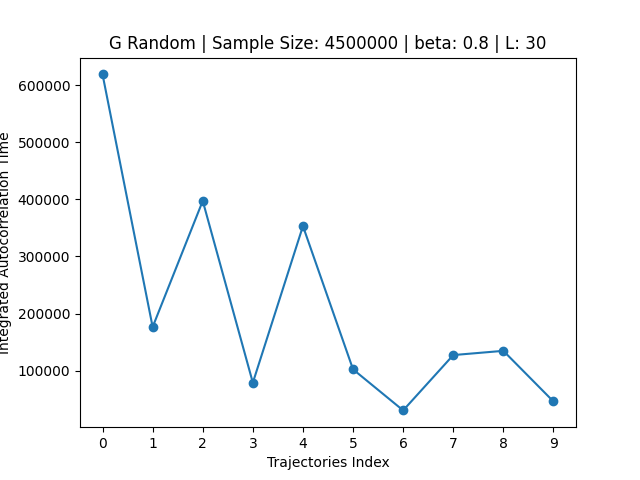 G Random | Sample Size: 4500000 | beta: 0.8 | L: 30
Integrated Autocorrelation Time
600000
500000
400000
300000
200000
100000
0 1 2 3 4 5 6 7 8 9
Trajectories Index